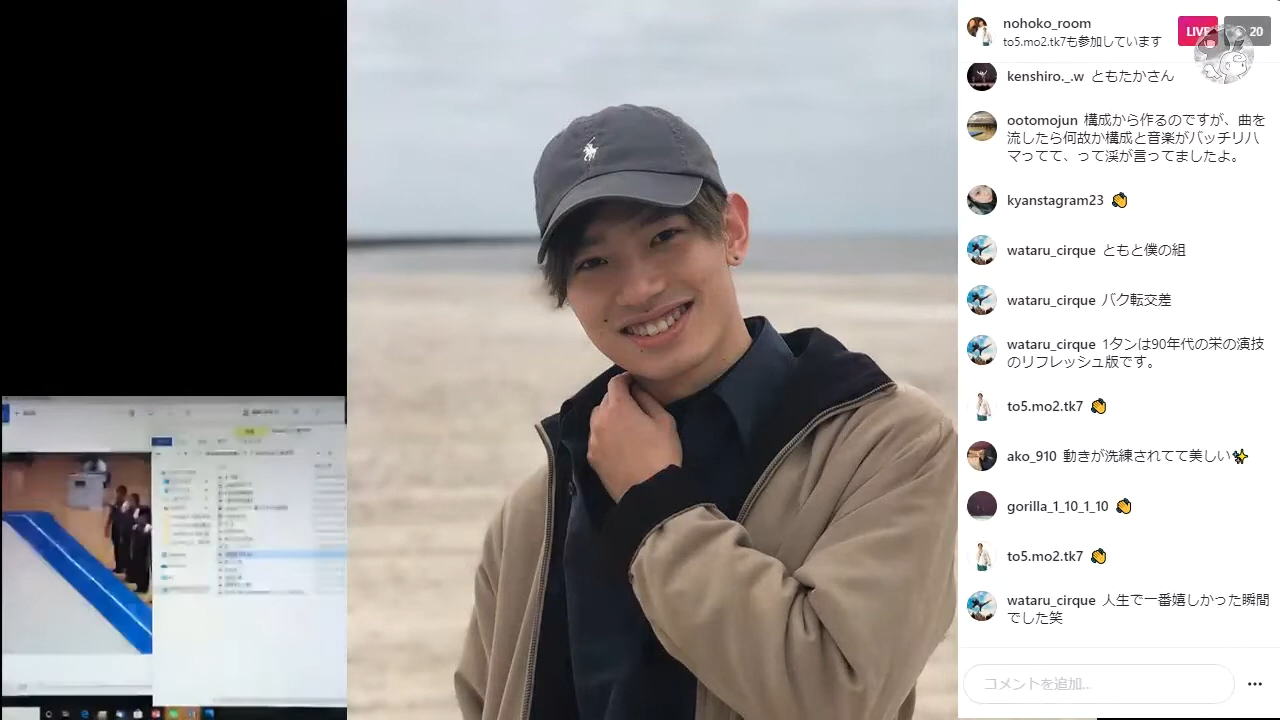 nohoko_room
to5.mo2.tk7も参加しています
LIVE
20
kenshiro._.w ともたかさん
ootomojun 構成から作るのですが、曲を
流したら何故か構成と音楽がバッチリハ
マってて、って渓が言ってましたよ。
kyanstagram23 👏
wataru_cirque ともと僕の組
wataru_cirque バク転交差
wataru_cirque 1タンは90年代の栄の演技
のリフレッシュ版です。
to5.mo2.tk7 👏
ako_910 動きが洗練されてて美しい✨
gorilla_1_10_1_10 👏
to5.mo2.tk7 👏
wataru_cirque 人生で一番嬉しかった瞬間
でした笑
コメントを追加...